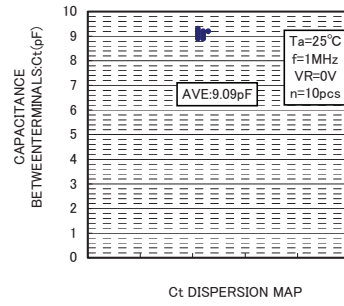 10
9
8
7
6
5
4
3
2
1
0
CAPACITANCE
BETWEENTERMINALS:Ct(pF)
Ta=25°C
f=1MHz
VR=0V
n=10pcs
AVE:9.09pF
Ct DISPERSION MAP